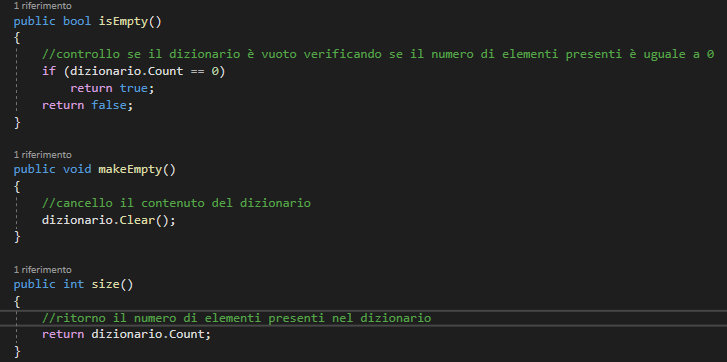 1 riferimento
public bool isEmpty()
{
//controllo se il dizionario è vuoto verificando se il numero di elementi presenti è uguale a 0
if (dizionario.Count == 0)
return true;
return false;
}
1 riferimento
public void makeEmpty()
{
//cancello il contenuto del dizionario
dizionario.Clear();
}
1 riferimento
public int size()
{
//ritorno il numero di elementi presenti nel dizionario
return dizionario.Count;
}